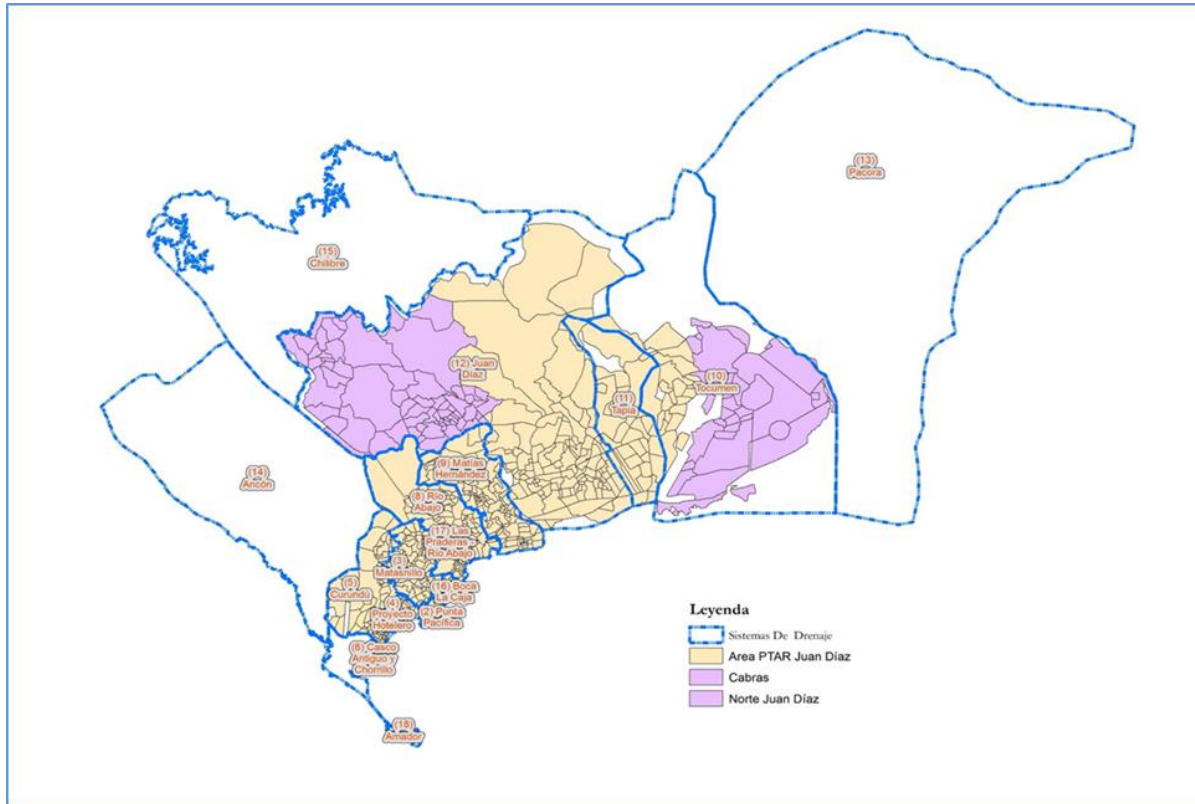 (13)
Pacora
(15)
Chilibre
(12) Juan
Díaz
(10)
Tocumen
(11)
Tapia
(14)
Ancón
(9) Matías
Hernández
(8) Río
Abajo
(17) Las
Praderas -
Río Abajo
(3)
Matasnillo
(5)
Curundú
(16) Boca
La Caja
(4)
Proyecto
Hotelero
(2) Punta
Pacífica
(6) Casco
Antiguo y
Chorrillo
(18)
Amador
Leyenda
Sistemas De Drenaje
Area PTAR Juan Díaz
Cabras
Norte Juan Díaz